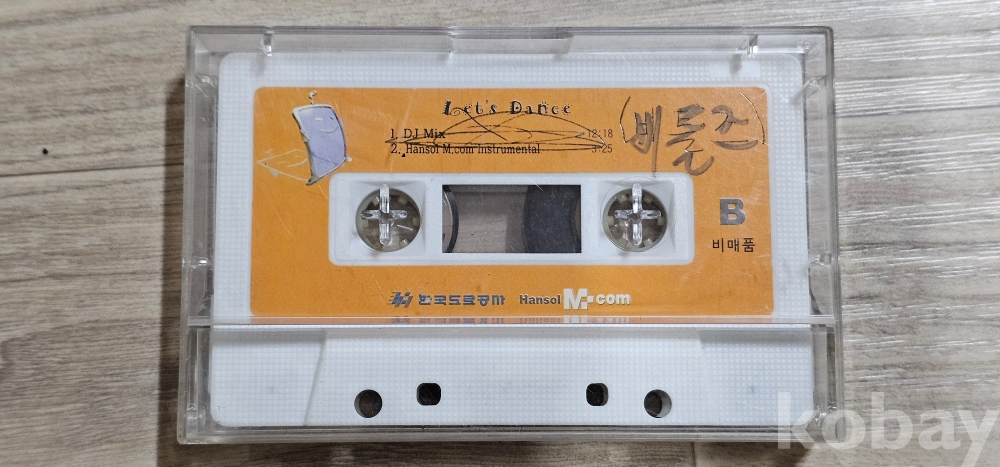 Let's Dance
1. DJ Mix 12:18
2. Hansol M.com Instrumental 3:25
(비틀즈)
B
비매품
한국도로공사 Hansol M.com
kobay